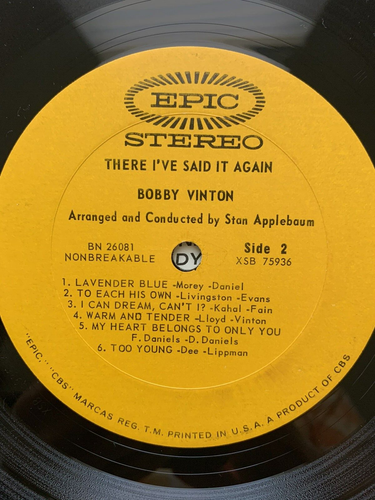 EPIC
STEREO
THERE I'VE SAID IT AGAIN
BOBBY VINTON
Arranged and Conducted by Stan Applebaum
BN 26081 Side 2
NONBREAKABLE DY XSB 75936
1. LAVENDER BLUE -Morey -Daniel
2. TO EACH HIS OWN -Livingston -Evans
3. I CAN DREAM, CAN'T I? -Kahal -Fain
4. WARM AND TENDER -Lloyd -Vinton
5. MY HEART BELONGS TO ONLY YOU
F. Daniels -D. Daniels
6. TOO YOUNG -Dee -Lippman
"EPIC," "CBS" MARCAS REG. T.M. PRINTED IN U.S.A. A PRODUCT OF CBS